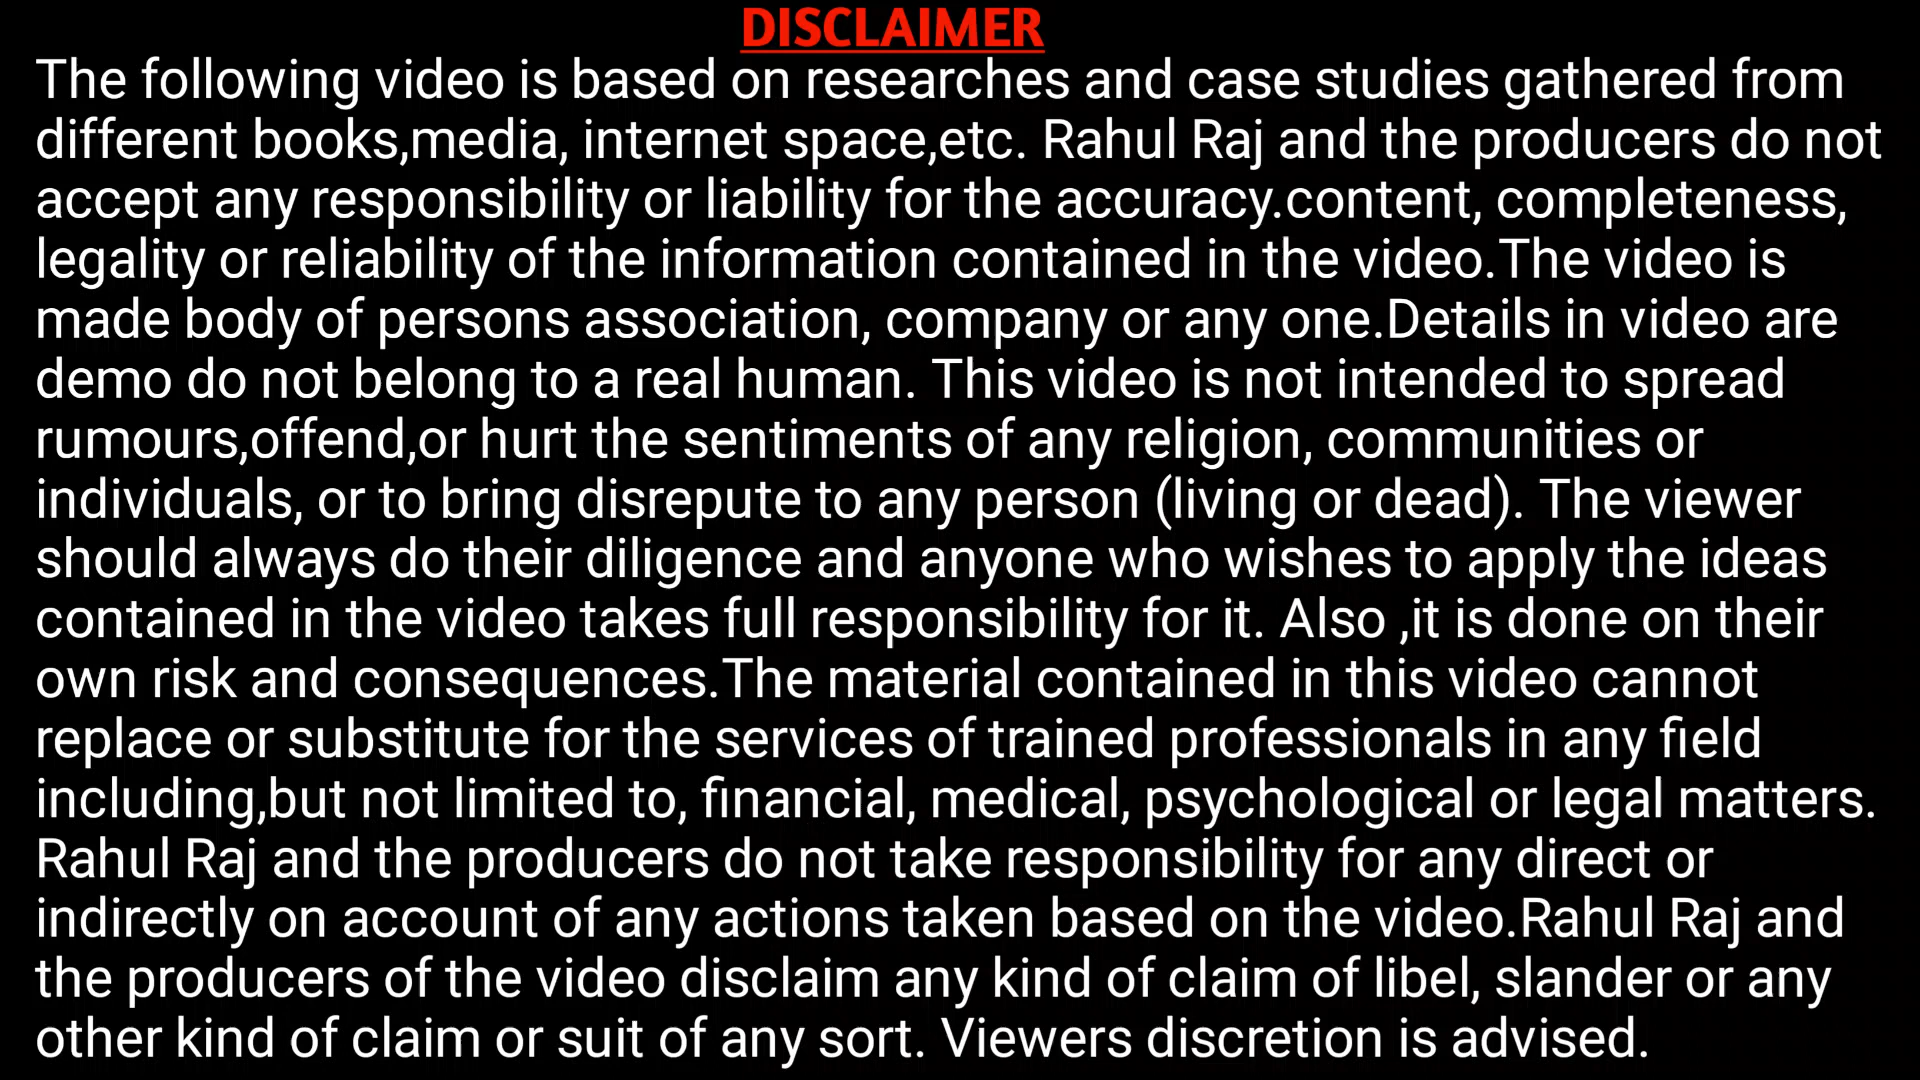 DISCLAIMER
The following video is based on researches and case studies gathered from
different books,media, internet space,etc. Rahul Raj and the producers do not
accept any responsibility or liability for the accuracy.content, completeness,
legality or reliability of the information contained in the video.The video is
made body of persons association, company or any one.Details in video are
demo do not belong to a real human. This video is not intended to spread
rumours,offend,or hurt the sentiments of any religion, communities or
individuals, or to bring disrepute to any person (living or dead). The viewer
should always do their diligence and anyone who wishes to apply the ideas
contained in the video takes full responsibility for it. Also ,it is done on their
own risk and consequences.The material contained in this video cannot
replace or substitute for the services of trained professionals in any field
including,but not limited to, financial, medical, psychological or legal matters.
Rahul Raj and the producers do not take responsibility for any direct or
indirectly on account of any actions taken based on the video.Rahul Raj and
the producers of the video disclaim any kind of claim of libel, slander or any
other kind of claim or suit of any sort. Viewers discretion is advised.